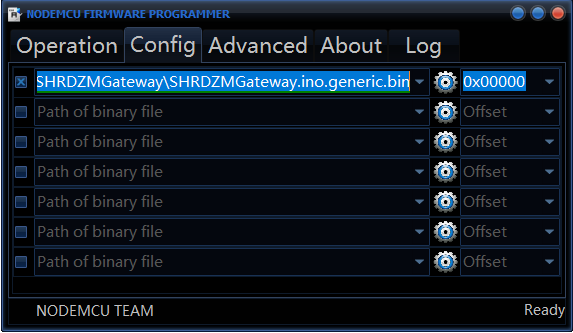 NODEMCU FIRMWARE PROGRAMMER
Operation Config Advanced About Log
SHRDZMGateway\SHRDZMGateway.ino.generic.bin 0x00000
Path of binary file Offset
Path of binary file Offset
Path of binary file Offset
Path of binary file Offset
Path of binary file Offset
Path of binary file Offset
NODEMCU TEAM Ready